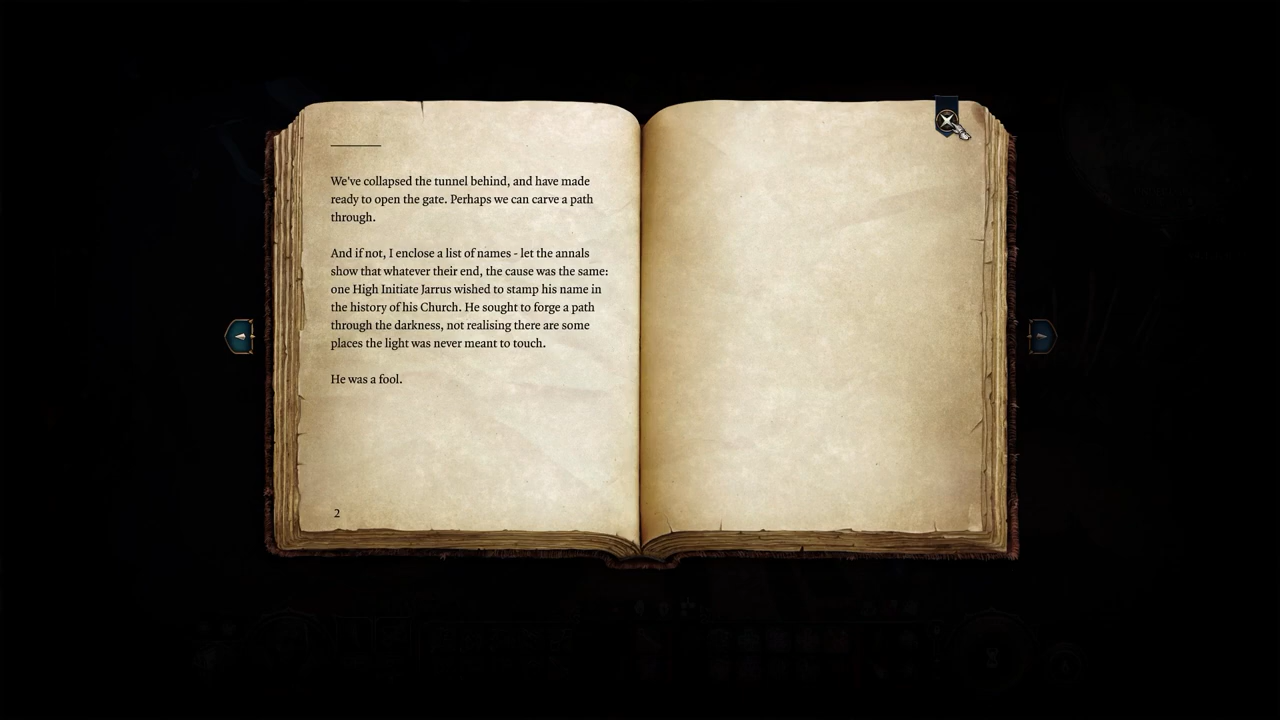 We've collapsed the tunnel behind, and have made
ready to open the gate. Perhaps we can carve a path
through.
And if not, I enclose a list of names - let the annals
show that whatever their end, the cause was the same:
one High Initiate Jarrus wished to stamp his name in
the history of his Church. He sought to forge a path
through the darkness, not realising there are some
places the light was never meant to touch.
He was a fool.
2